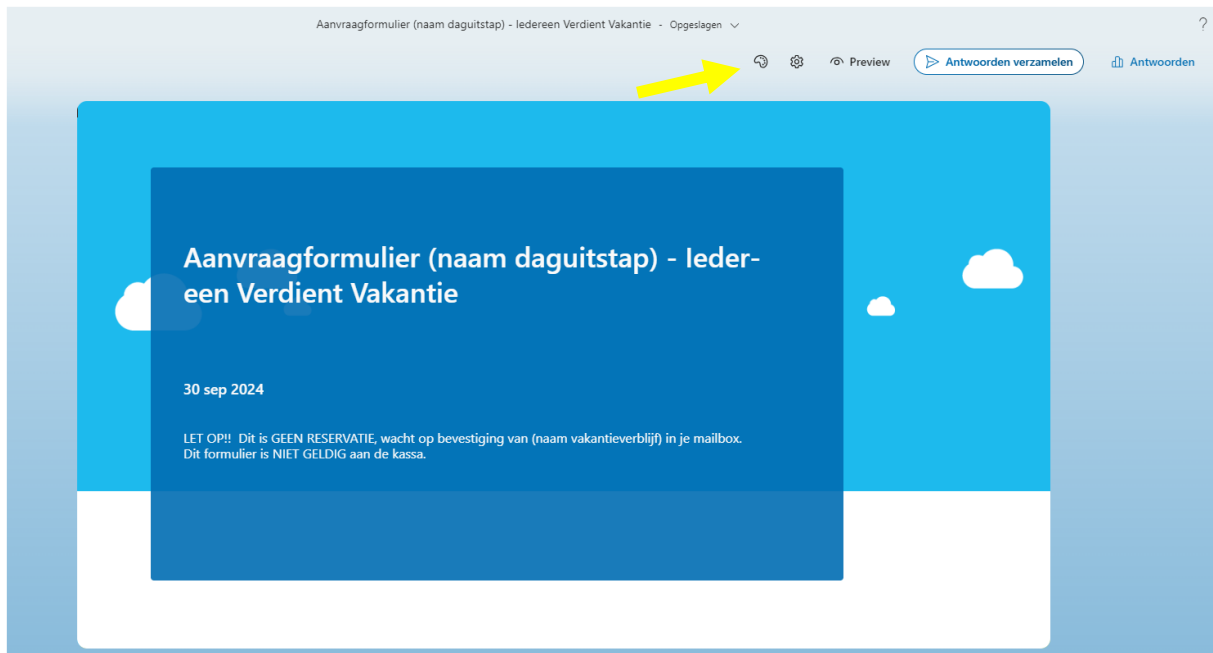 Aanvraagformulier (naam daguitstap) - Iedereen Verdient Vakantie - Opgeslagen
?
Preview
Antwoorden verzamelen
Antwoorden
Aanvraagformulier (naam daguitstap) - Ieder-
een Verdient Vakantie
30 sep 2024
LET OP!! Dit is GEEN RESERVATIE, wacht op bevestiging van (naam vakantieverblijf) in je mailbox.
Dit formulier is NIET GELDIG aan de kassa.